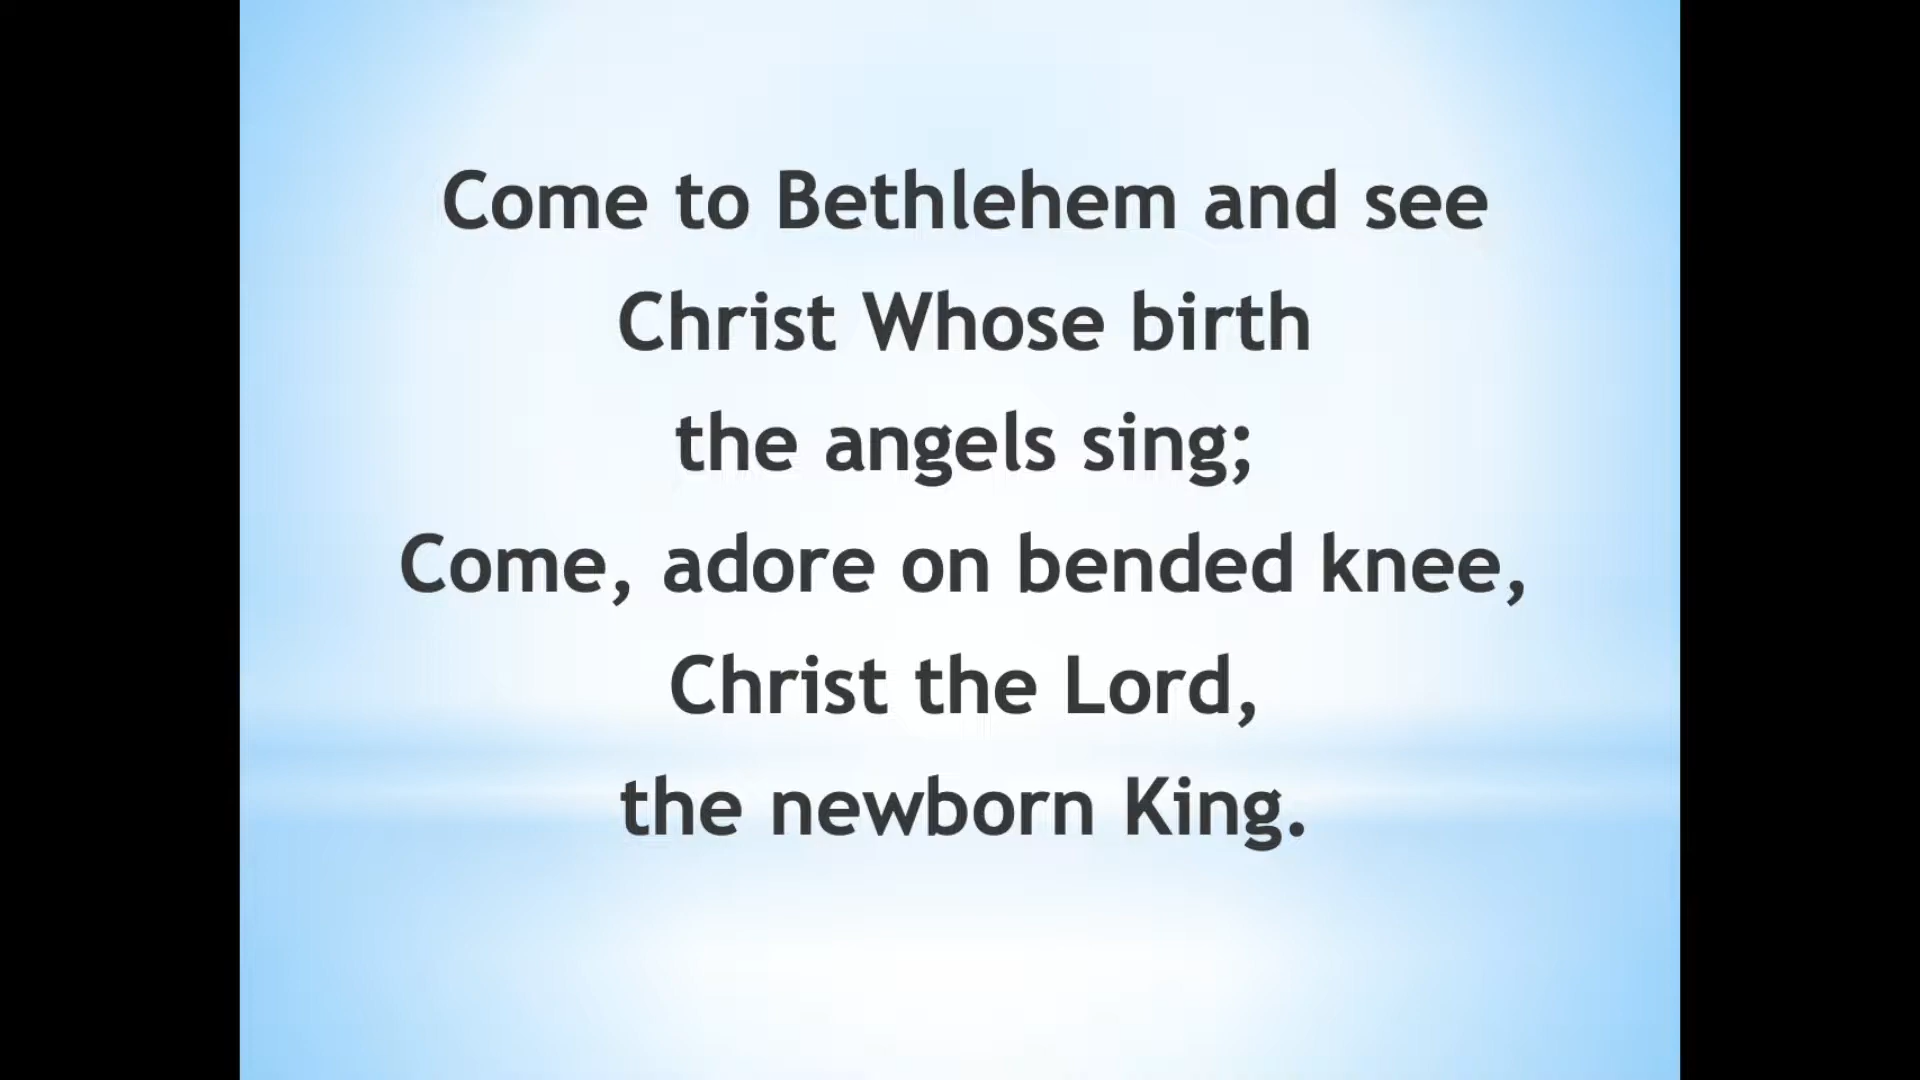 Come to Bethlehem and see
Christ Whose birth
the angels sing;
Come, adore on bended knee,
Christ the Lord,
the newborn King.